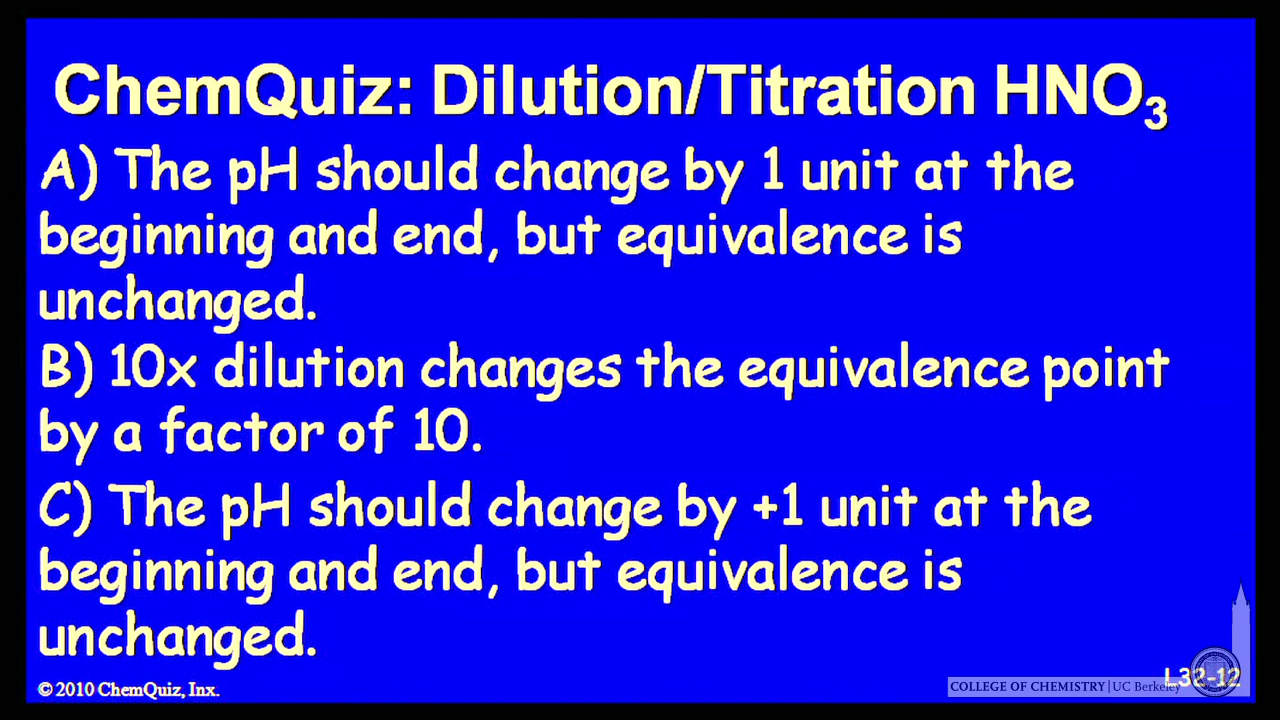 ChemQuiz: Dilution/Titration HNO₃
A) The pH should change by 1 unit at the
beginning and end, but equivalence is
unchanged.
B) 10x dilution changes the equivalence point
by a factor of 10.
C) The pH should change by +1 unit at the
beginning and end, but equivalence is
unchanged.
© 2010 ChemQuiz, Inx.
L32-12
COLLEGE OF CHEMISTRY | UC Berkeley